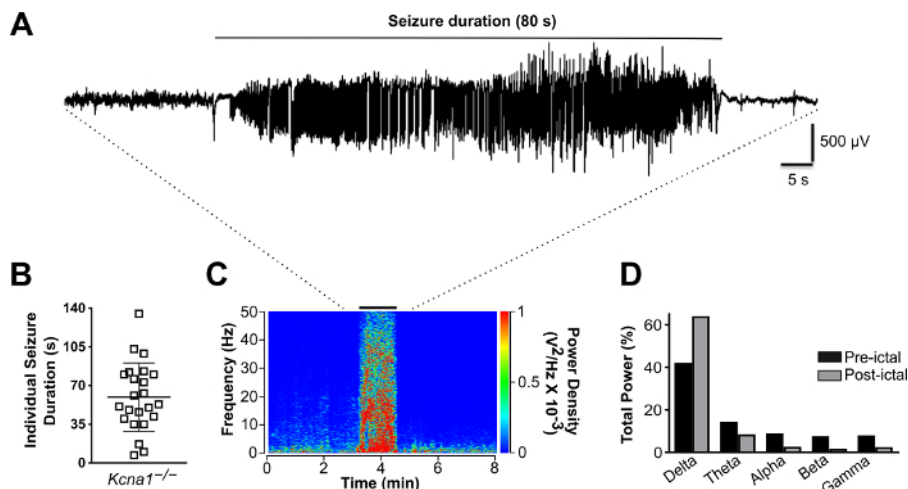 A
Seizure duration (80 s)
500 µV
5 s
B
Individual Seizure
Duration (s)
140
105
70
35
0
Kcna1−/−
C
Frequency (Hz)
50
40
30
20
10
0
0
2
4
6
8
Time (min)
1
0.5
0
Power Density
(V²/Hz X 10⁻³)
D
Total Power (%)
60
40
20
0
Pre-ictal
Post-ictal
Delta
Theta
Alpha
Beta
Gamma